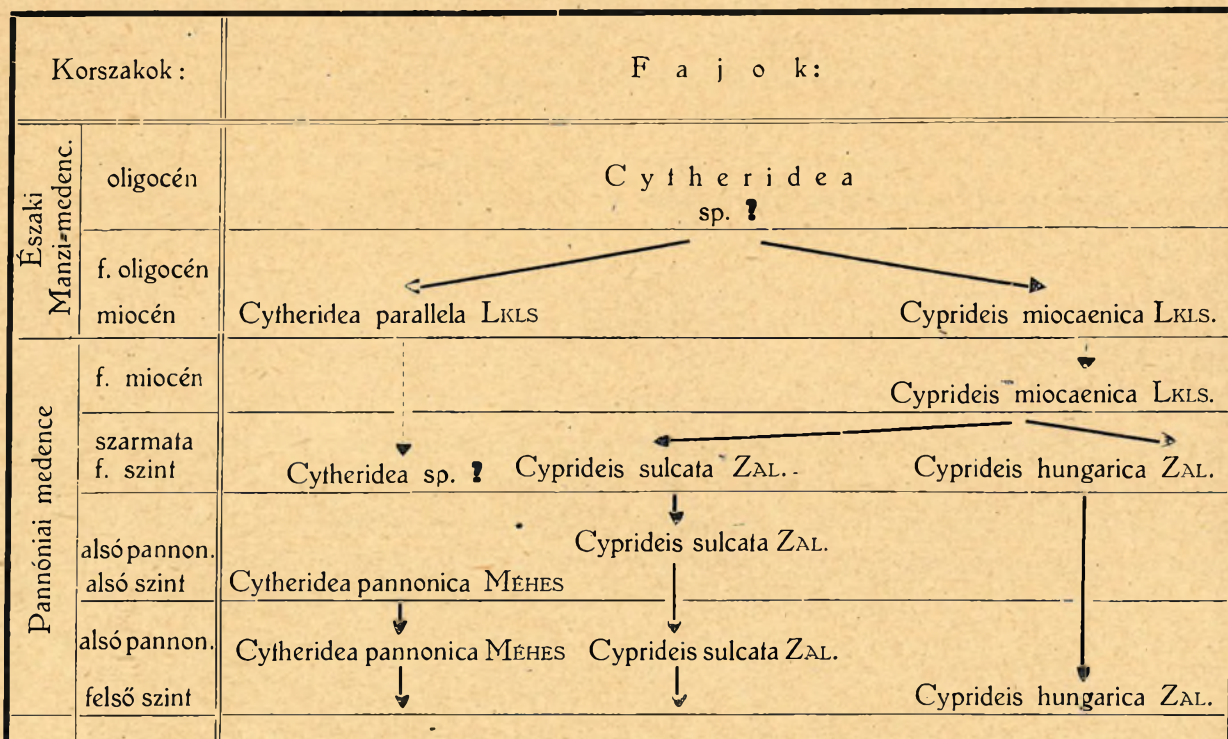 Korszakok:
F a j o k:
Északi
Manzi-medenc.
oligocén
C y t h e r i d e a
sp. ?
f. oligocén
miocén
Cytheridea parallela LKLS
Cyprideis miocaenica LKLS.
Pannóniai medence
f. miocén
Cyprideis miocaenica LKLS.
szarmata
f. szint
Cytheridea sp. ?
Cyprideis sulcata ZAL.
Cyprideis hungarica ZAL.
alsó pannon.
alsó szint
Cyprideis sulcata ZAL.
Cytheridea pannonica MÉHES
alsó pannon.
felső szint
Cytheridea pannonica MÉHES
Cyprideis sulcata ZAL.
Cyprideis hungarica ZAL.